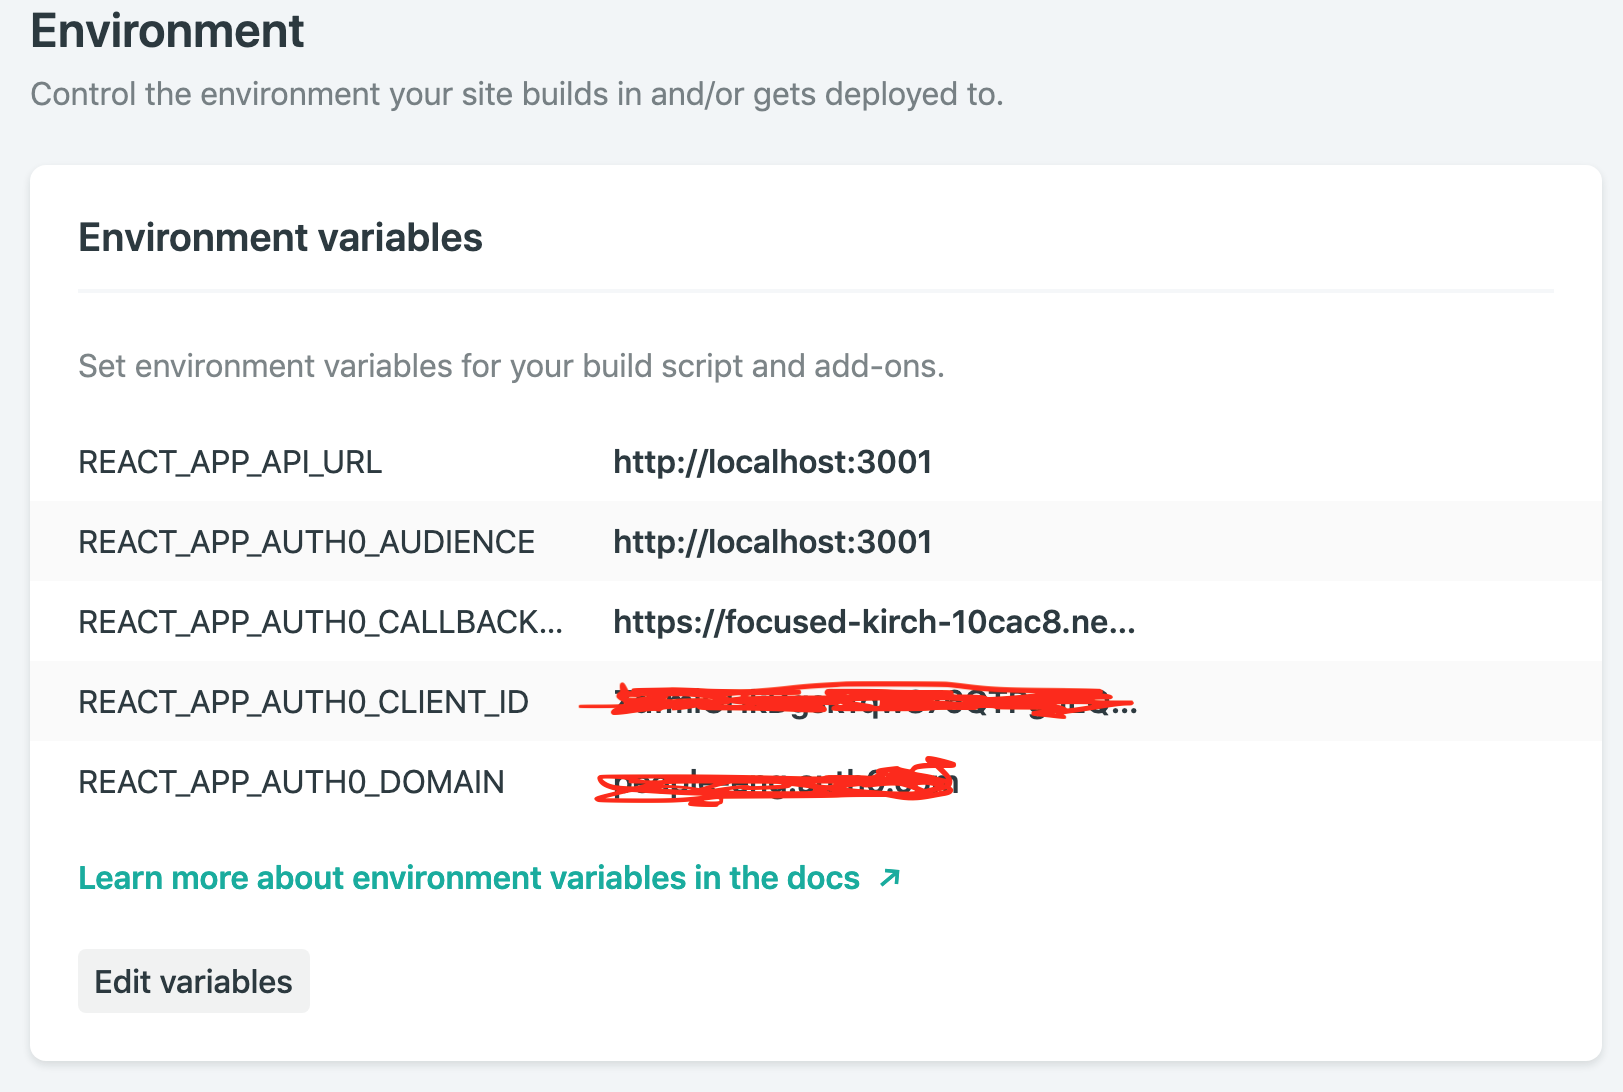 Environment
Control the environment your site builds in and/or gets deployed to.
Environment variables
Set environment variables for your build script and add-ons.
REACT_APP_API_URL http://localhost:3001
REACT_APP_AUTH0_AUDIENCE http://localhost:3001
REACT_APP_AUTH0_CALLBACK... https://focused-kirch-10cac8.ne...
REACT_APP_AUTH0_CLIENT_ID
REACT_APP_AUTH0_DOMAIN
Learn more about environment variables in the docs
Edit variables